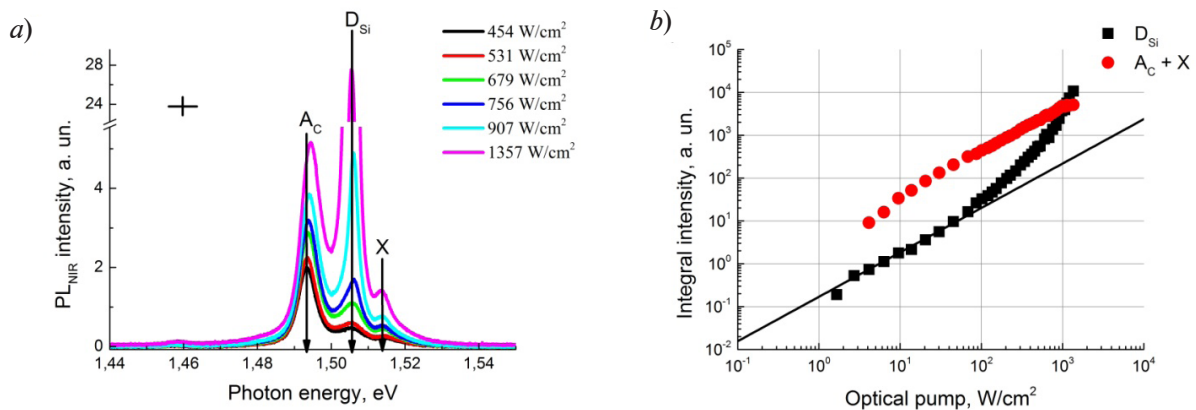 a)
D_Si
454 W/cm²
531 W/cm²
679 W/cm²
756 W/cm²
907 W/cm²
1357 W/cm²
A_C
X
PL_NIR intensity, a. un.
28
24
4
2
0
1,44 1,46 1,48 1,50 1,52 1,54
Photon energy, eV
b)
D_Si
A_C + X
Integral intensity, a. un.
10⁵
10⁴
10³
10²
10¹
10⁰
10⁻¹
10⁻²
10⁻¹ 10⁰ 10¹ 10² 10³ 10⁴
Optical pump, W/cm²